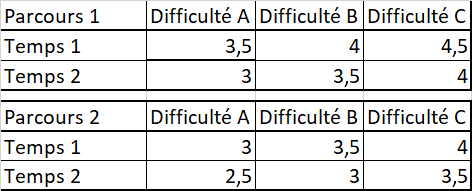 Parcours 1 Difficulté A Difficulté B Difficulté C
Temps 1 3,5 4 4,5
Temps 2 3 3,5 4
Parcours 2 Difficulté A Difficulté B Difficulté C
Temps 1 3 3,5 4
Temps 2 2,5 3 3,5